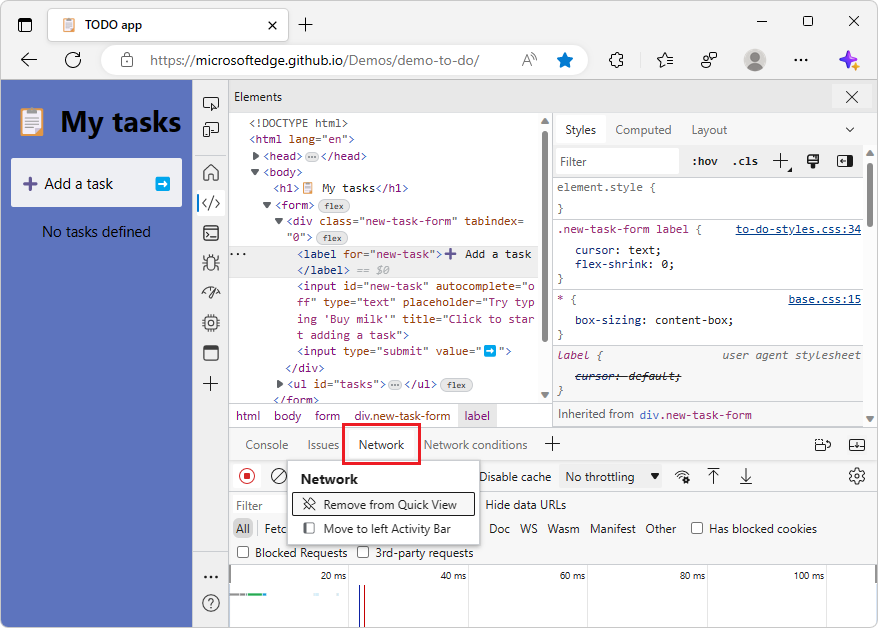 TODO app
https://microsoftedge.github.io/Demos/demo-to-do/
My tasks
Add a task
No tasks defined
Elements
<!DOCTYPE html>
<html lang="en">
<head> </head>
<body>
<h1>📋 My tasks</h1>
<form> flex
<div class="new-task-form" tabindex=
"0"> flex
<label for="new-task">➕ Add a task
</label> == $0
<input id="new-task" autocomplete="o
ff" type="text" placeholder="Try typ
ing 'Buy milk'" title="Click to star
t adding a task">
<input type="submit" value="➡️">
</div>
<ul id="tasks"> </ul> flex
</form>
html body form div.new-task-form label
Styles Computed Layout
Filter :hov .cls
element.style {
}
.new-task-form label { to-do-styles.css:34
cursor: text;
flex-shrink: 0;
}
* { base.css:15
box-sizing: content-box;
}
label { user agent stylesheet
cursor: default;
}
Inherited from div.new-task-form
Console Issues Network Network conditions
Disable cache No throttling
Network
Remove from Quick View
Move to left Activity Bar
Filter Hide data URLs
All Fetc Doc WS Wasm Manifest Other Has blocked cookies
Blocked Requests 3rd-party requests
20 ms 40 ms 60 ms 80 ms 100 ms